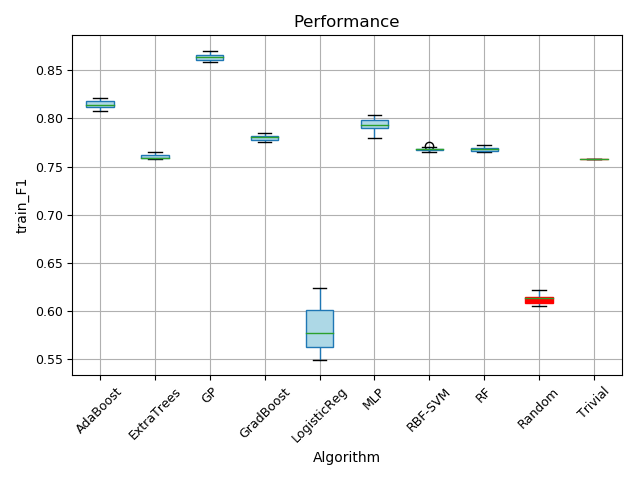 Performance
train_F1
0.85
0.80
0.75
0.70
0.65
0.60
0.55
AdaBoost
ExtraTrees
GP
GradBoost
LogisticReg
MLP
RBF-SVM
RF
Random
Trivial
Algorithm